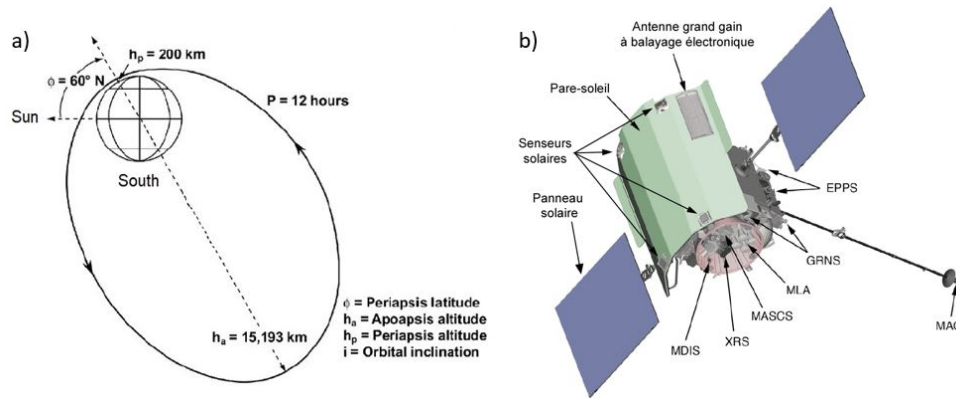 a)
h_p = 200 km
ϕ = 60° N
Sun
P = 12 hours
South
h_a = 15,193 km
ϕ = Periapsis latitude
h_a = Apoapsis altitude
h_p = Periapsis altitude
i = Orbital inclination
b)
Antenne grand gain
à balayage électronique
Pare-soleil
Senseurs
solaires
Panneau
solaire
EPPS
GRNS
MLA
MASCS
XRS
MDIS
MAG